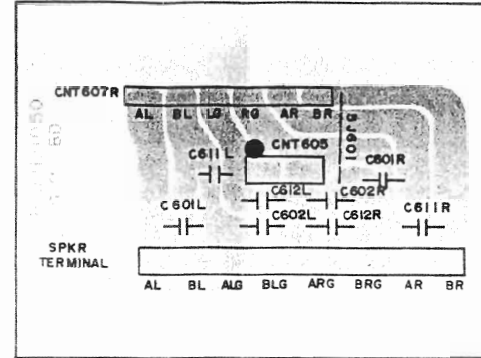 CNT607R
AL BL LG RG AR BR
BJ601
CNT605
C611L
C601R
C612L C602R
C601L
C602L C612R
C611R
SPKR
TERMINAL
AL BL ALG BLG ARG BRG AR BR